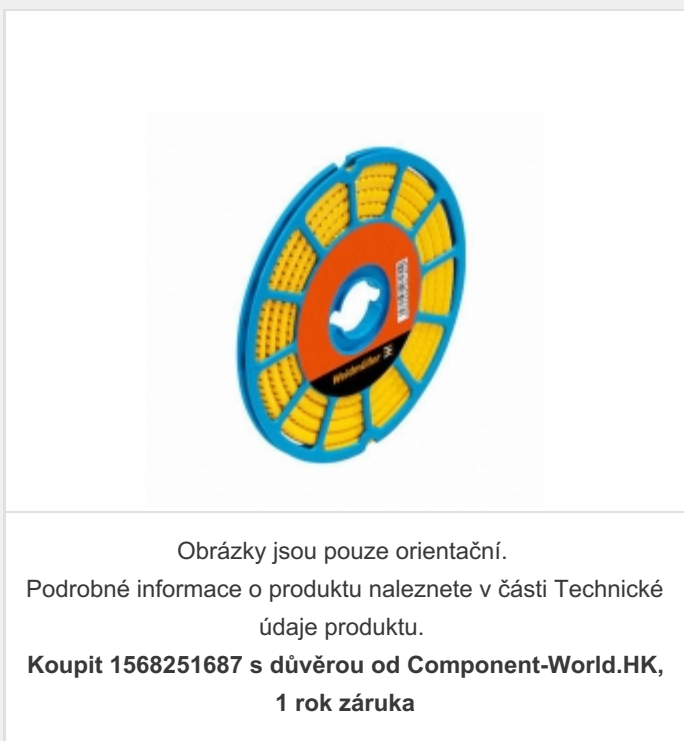 Weidmüller
Obrázky jsou pouze orientační.
Podrobné informace o produktu naleznete v části Technické
údaje produktu.
Koupit 1568251687 s důvěrou od Component-World.HK,
1 rok záruka